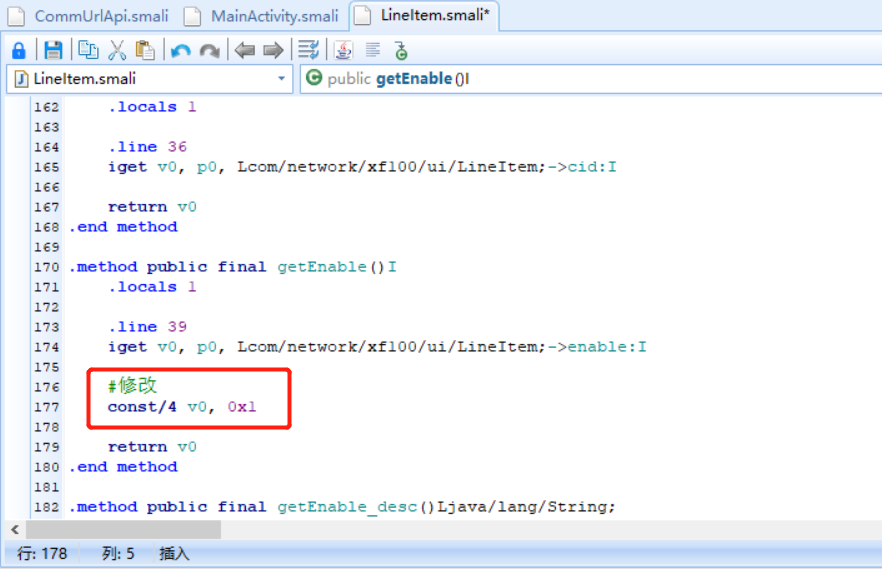 CommUrlApi.smali MainActivity.smali LineItem.smali*
LineItem.smali public getEnable()I
162 .locals 1
163
164 .line 36
165 iget v0, p0, Lcom/network/xf100/ui/LineItem;->cid:I
166
167 return v0
168 .end method
169
170 .method public final getEnable()I
171 .locals 1
172
173 .line 39
174 iget v0, p0, Lcom/network/xf100/ui/LineItem;->enable:I
175
176 #修改
177 const/4 v0, 0x1
178
179 return v0
180 .end method
181
182 .method public final getEnable_desc()Ljava/lang/String;
行: 178 列: 5 插入